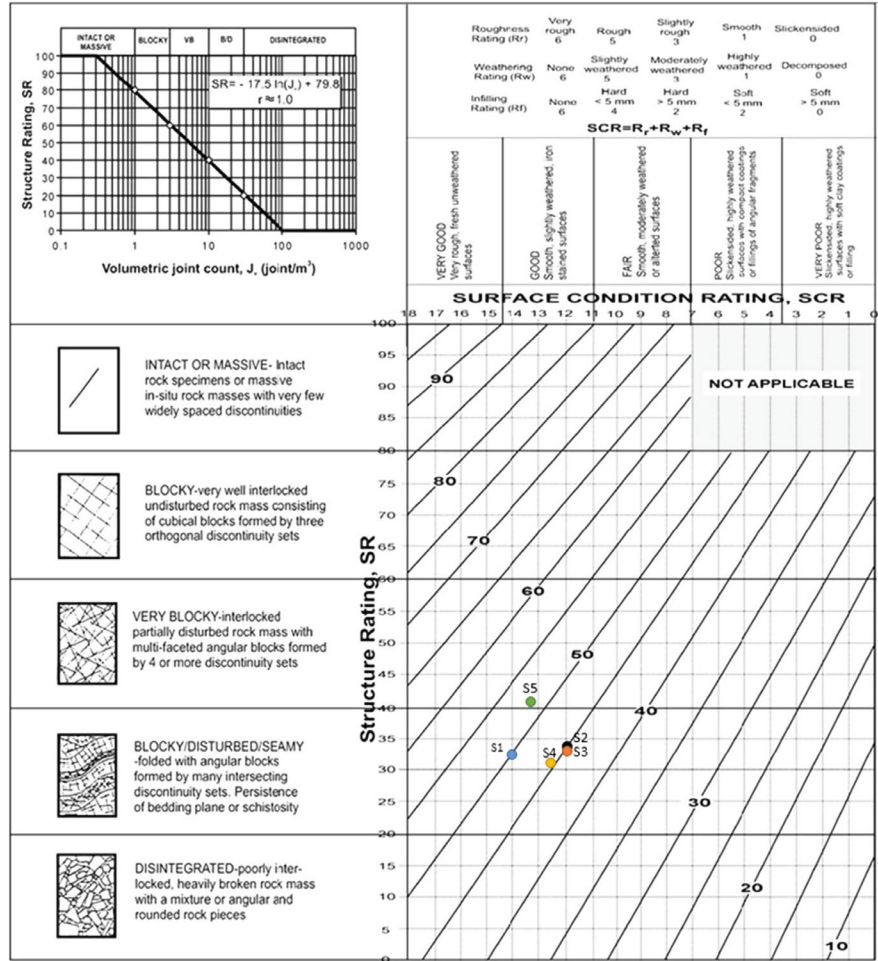 INTACT OR MASSIVE
BLOCKY
VB
B/D
DISINTEGRATED
Structure Rating, SR
100
90
80
70
60
50
40
30
20
10
0
SR= - 17.5 ln(Jᵥ) + 79.8
r ≈ 1.0
0.1 1 10 100 1000
Volumetric joint count, Jᵥ (joint/m³)
Roughness Rating (Rr) Very rough 6 Rough 5 Slightly rough 3 Smooth 1 Slickensided 0
Weathering Rating (Rw) None 6 Slightly weathered 5 Moderately weathered 3 Highly weathered 1 Decomposed 0
Infilling Rating (Rf) None 6 Hard < 5 mm 4 Hard > 5 mm 2 Soft < 5 mm 2 Soft > 5 mm 0
SCR=Rr+Rw+Rf
VERY GOOD
Very rough, fresh unweathered
surfaces
GOOD
Smooth, slightly weathered, iron
stained surfaces
FAIR
Smooth, moderately weathered
or alterted surfaces
POOR
Slickensided, highly weathered
surfaces with compact coatings
or fillings of angular fragments
VERY POOR
Slickensided, highly weathered
surfaces with soft clay coatings
or filling
SURFACE CONDITION RATING, SCR
18 17 16 15 14 13 12 11 10 9 8 7 6 5 4 3 2 1 0
INTACT OR MASSIVE- Intact
rock specimens or massive
in-situ rock masses with very few
widely spaced discontinuities
BLOCKY-very well interlocked
undisturbed rock mass consisting
of cubical blocks formed by three
orthogonal discontinuity sets
VERY BLOCKY-interlocked
partially disturbed rock mass with
multi-faceted angular blocks formed
by 4 or more discontinuity sets
BLOCKY/DISTURBED/SEAMY
-folded with angular blocks
formed by many intersecting
discontinuity sets. Persistence
of bedding plane or schistosity
DISINTEGRATED-poorly inter-
locked, heavily broken rock mass
with a mixture or angular and
rounded rock pieces
Structure Rating, SR
100
95
90
85
80
75
70
65
60
55
50
45
40
35
30
25
20
15
10
5
0
NOT APPLICABLE
90
80
70
60
50
40
30
20
10
S5
S1
S2
S4
S3